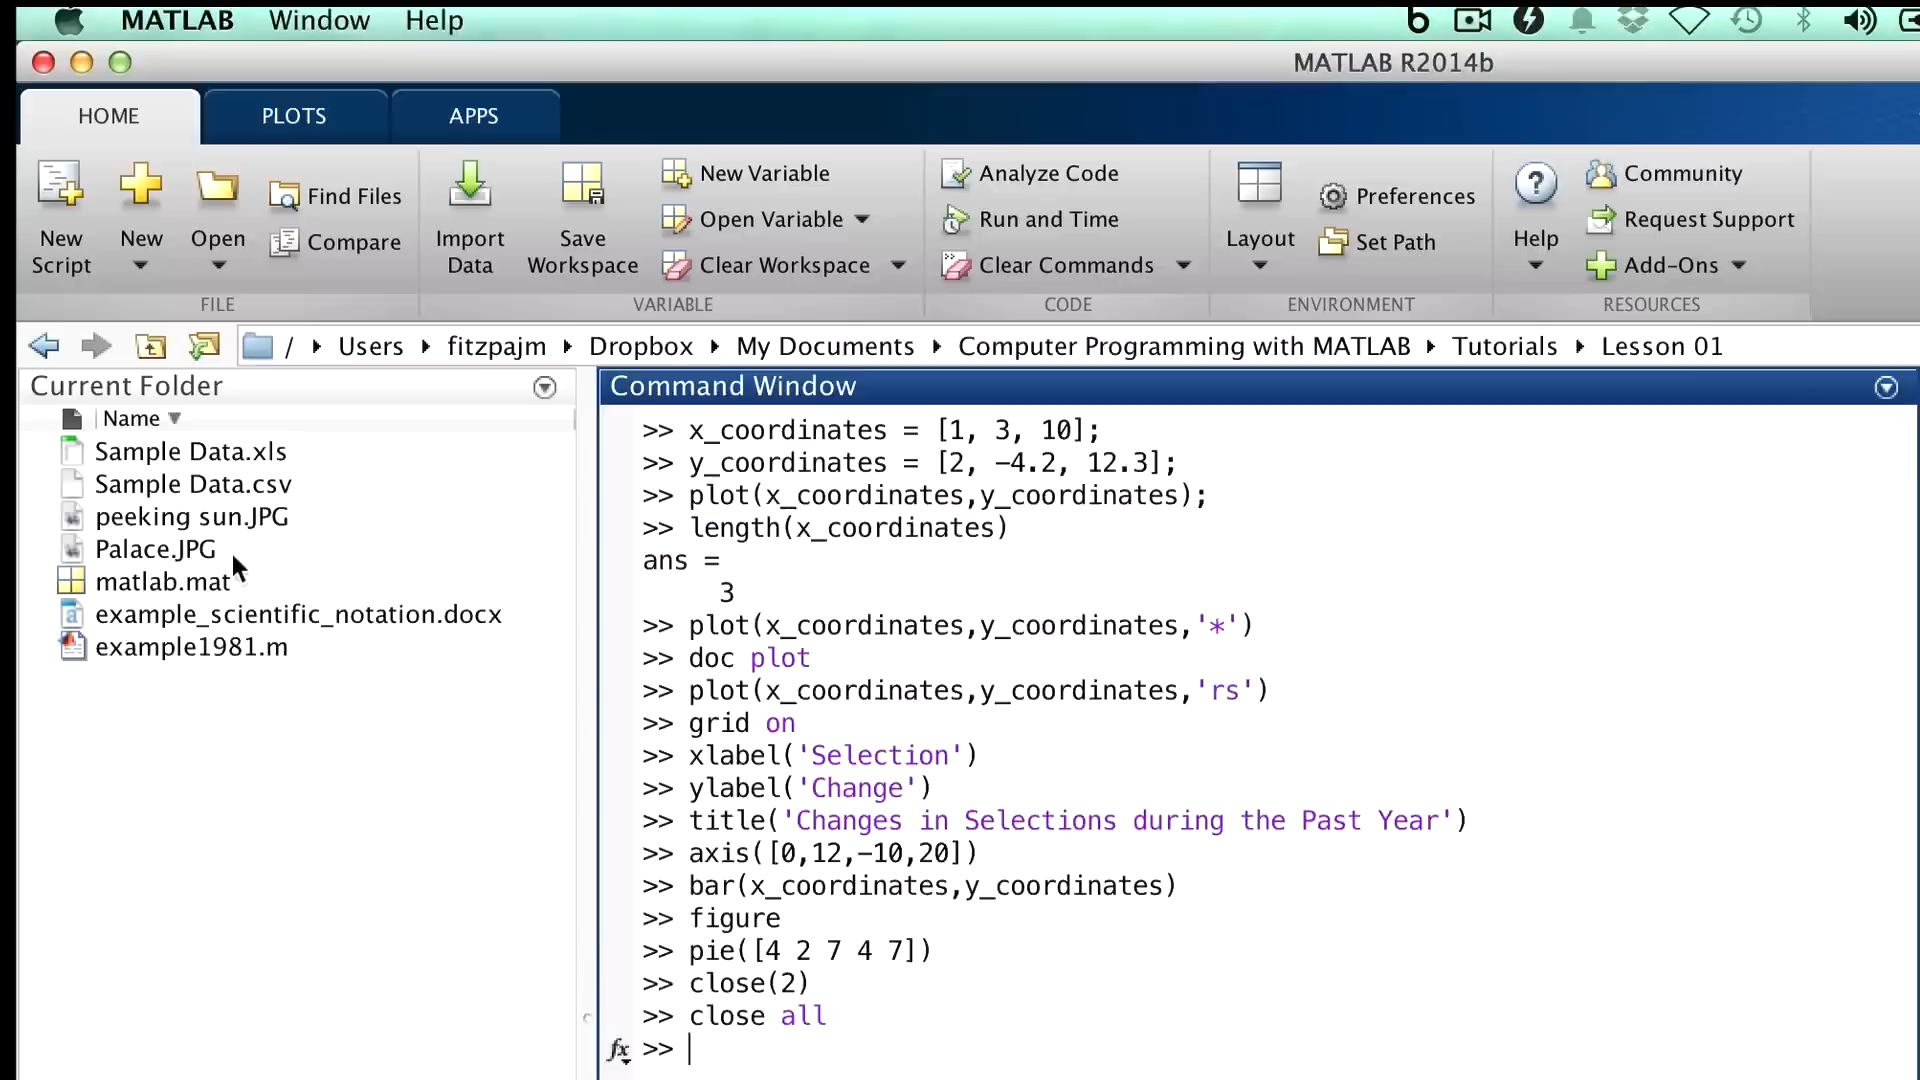 MATLAB Window Help
MATLAB R2014b
HOME PLOTS APPS
New Script
New
Open
Find Files
Compare
FILE
Import Data
Save Workspace
New Variable
Open Variable
Clear Workspace
VARIABLE
Analyze Code
Run and Time
Clear Commands
CODE
Layout
Preferences
Set Path
ENVIRONMENT
?
Help
Community
Request Support
Add-Ons
RESOURCES
/ Users fitzpajm Dropbox My Documents Computer Programming with MATLAB Tutorials Lesson 01
Current Folder
Name
Sample Data.xls
Sample Data.csv
peeking sun.JPG
Palace.JPG
matlab.mat
example_scientific_notation.docx
example1981.m
Command Window
>> x_coordinates = [1, 3, 10];
>> y_coordinates = [2, -4.2, 12.3];
>> plot(x_coordinates,y_coordinates);
>> length(x_coordinates)
ans =
3
>> plot(x_coordinates,y_coordinates,'*')
>> doc plot
>> plot(x_coordinates,y_coordinates,'rs')
>> grid on
>> xlabel('Selection')
>> ylabel('Change')
>> title('Changes in Selections during the Past Year')
>> axis([0,12,-10,20])
>> bar(x_coordinates,y_coordinates)
>> figure
>> pie([4 2 7 4 7])
>> close(2)
>> close all
fx >>